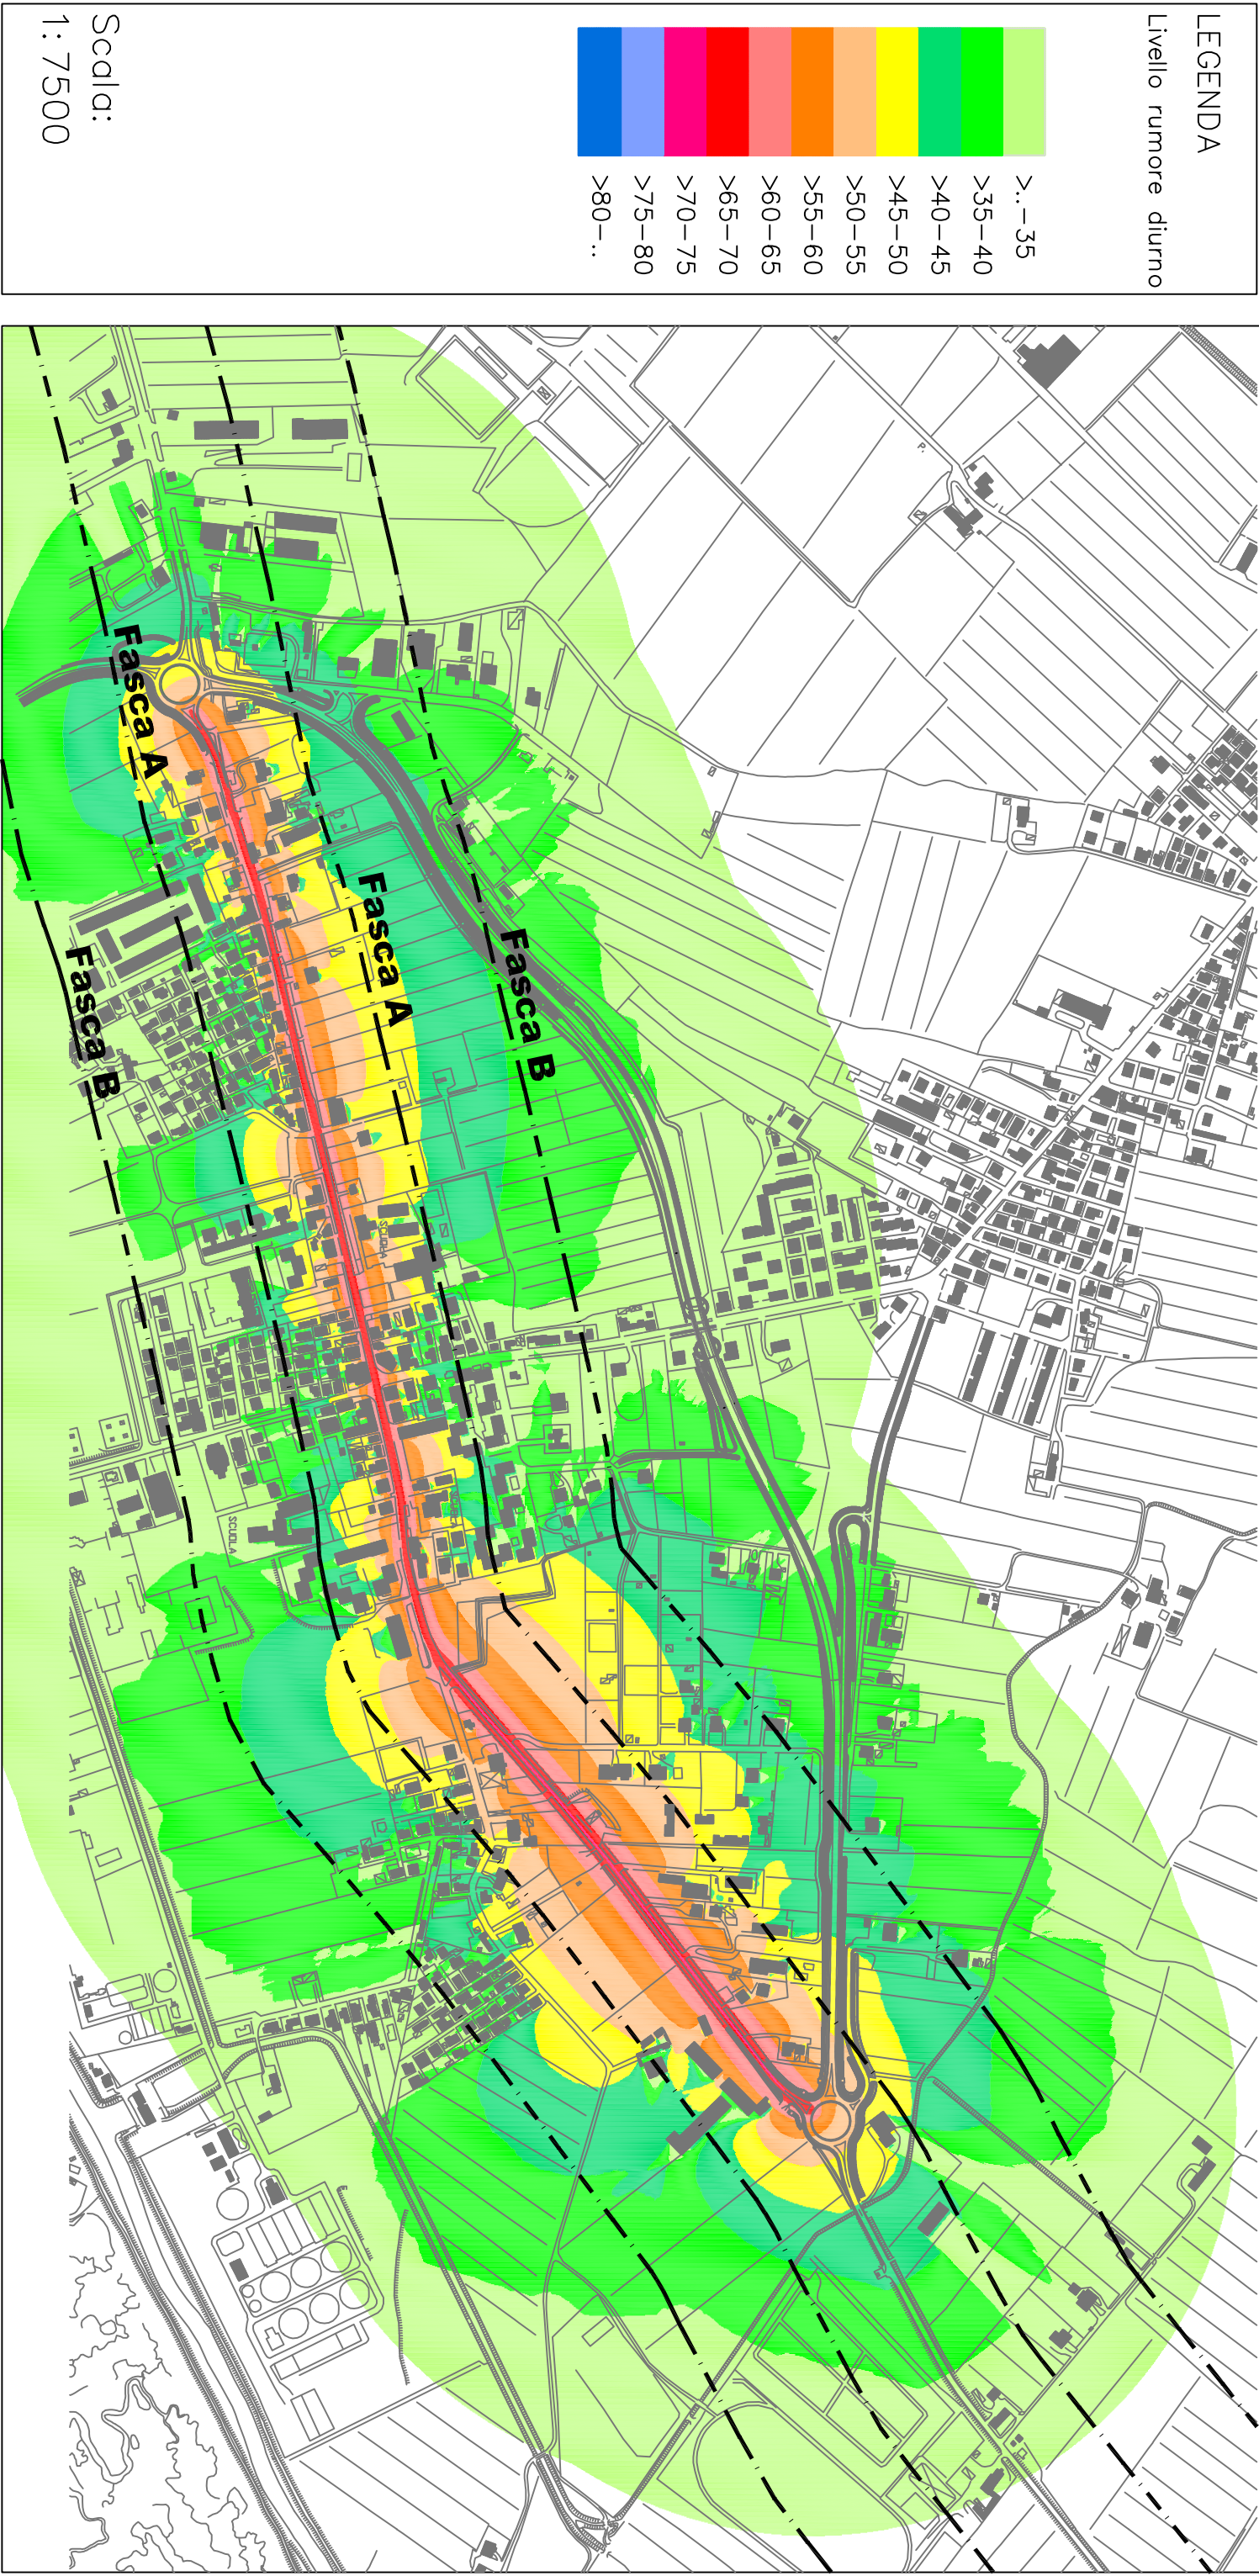 LEGENDA
Livello rumore diurno
>..-35
>35-40
>40-45
>45-50
>50-55
>55-60
>60-65
>65-70
>70-75
>75-80
>80-..
Scala:
1: 7500
P.
Fasca B
Fasca A
Fasca A
Fasca B
SCUOLA
SCUOLA